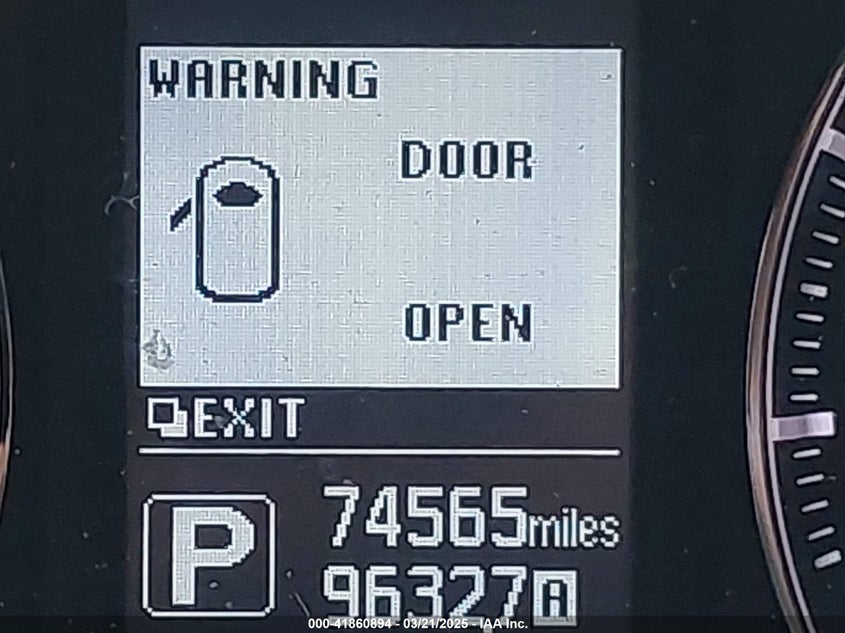 WARNING
DOOR
OPEN
EXIT
P
74565miles
96327A
000-41860894 - 03/21/2025 - IAA Inc.